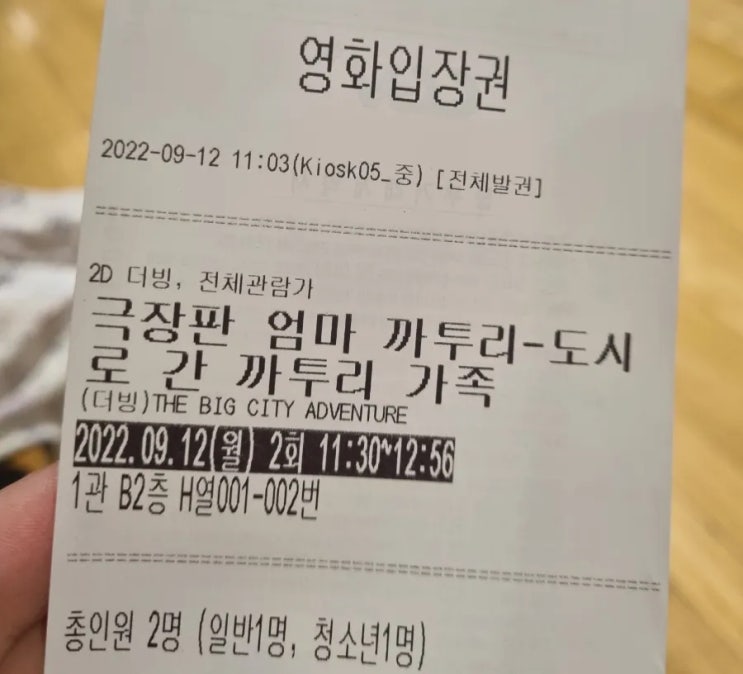 영화입장권
2022-09-12 11:03(Kiosk05_중) [전체발권]
2D 더빙, 전체관람가
극장판 엄마 까투리-도시
로 간 까투리 가족
(더빙)THE BIG CITY ADVENTURE
2022.09.12(월) 2회 11:30~12:56
1관 B2층 H열001-002번
총인원 2명 (일반1명, 청소년1명)